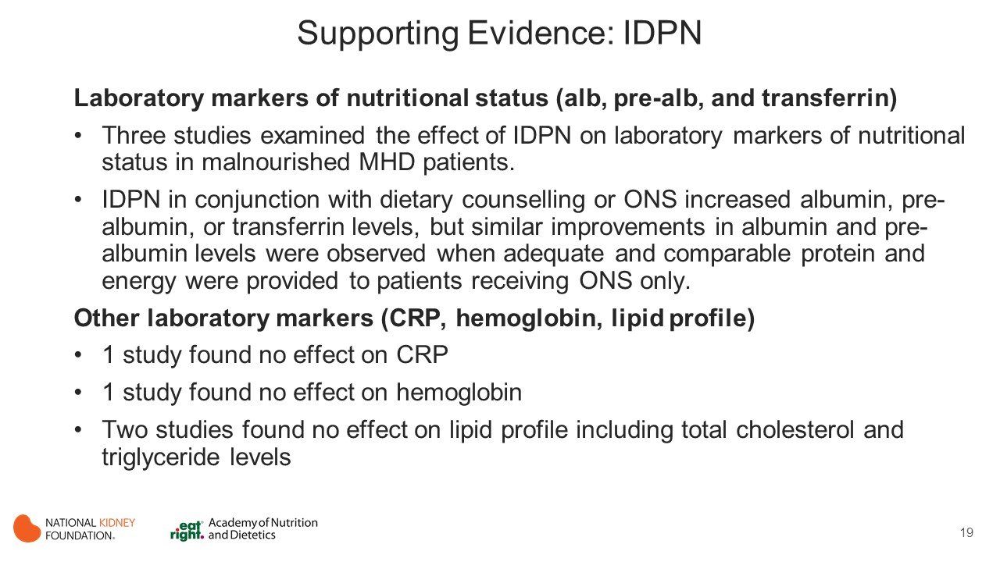 Supporting Evidence: IDPN
Laboratory markers of nutritional status (alb, pre-alb, and transferrin)
• Three studies examined the effect of IDPN on laboratory markers of nutritional
status in malnourished MHD patients.
• IDPN in conjunction with dietary counselling or ONS increased albumin, pre-
albumin, or transferrin levels, but similar improvements in albumin and pre-
albumin levels were observed when adequate and comparable protein and
energy were provided to patients receiving ONS only.
Other laboratory markers (CRP, hemoglobin, lipid profile)
• 1 study found no effect on CRP
• 1 study found no effect on hemoglobin
• Two studies found no effect on lipid profile including total cholesterol and
triglyceride levels
NATIONAL KIDNEY
FOUNDATION®
eat
right.
Academy of Nutrition
and Dietetics
19